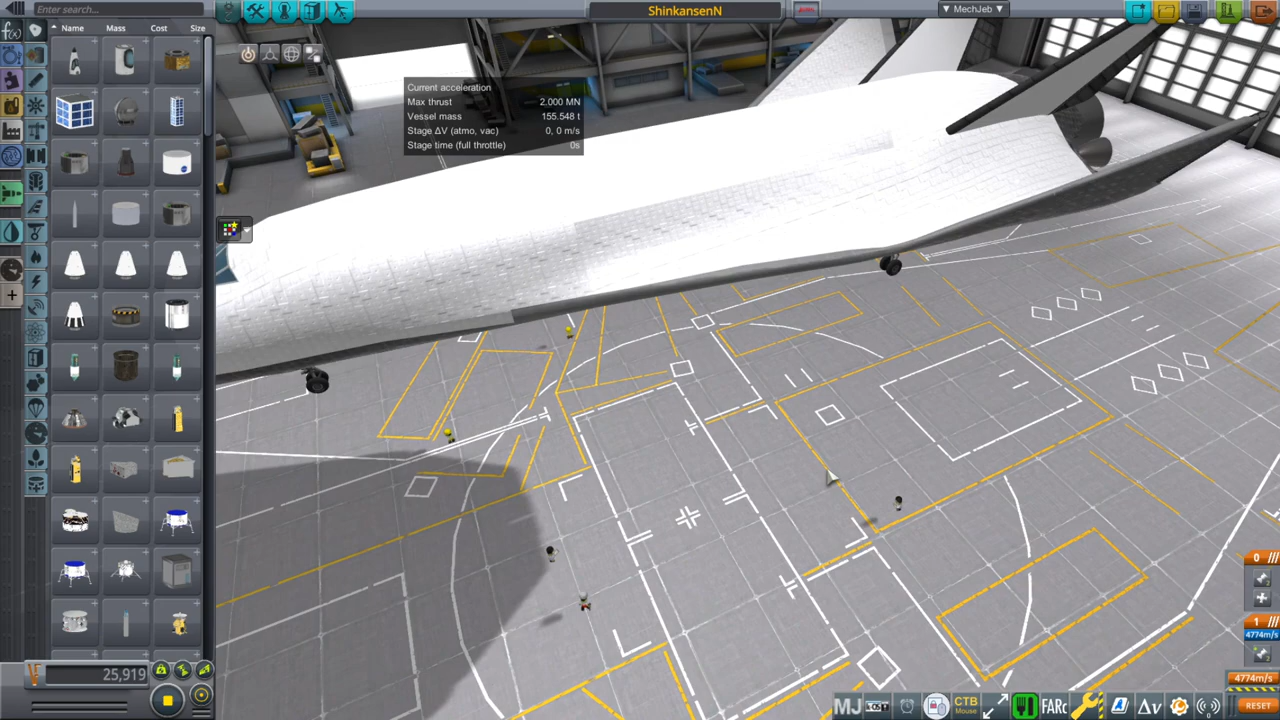 Enter search...
ShinkansenN
▼ MechJeb ▼
Name Mass Cost Size
f(x)
Current acceleration
Max thrust 2,000 MN
Vessel mass 155.548 t
Stage ΔV (atmo, vac) 0, 0 m/s
Stage time (full throttle) 0s
0
1
4774m/s
4774m/s
25,919
MJ CTB Mouse FARc Δv RESET